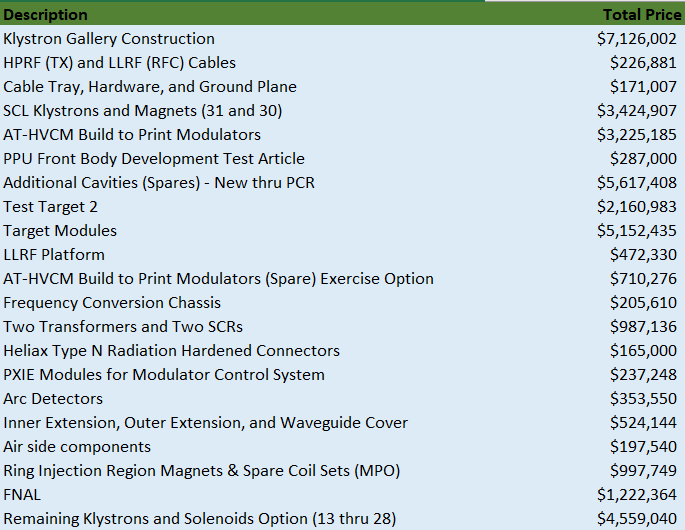 Description Total Price
Klystron Gallery Construction $7,126,002
HPRF (TX) and LLRF (RFC) Cables $226,881
Cable Tray, Hardware, and Ground Plane $171,007
SCL Klystrons and Magnets (31 and 30) $3,424,907
AT-HVCM Build to Print Modulators $3,225,185
PPU Front Body Development Test Article $287,000
Additional Cavities (Spares) - New thru PCR $5,617,408
Test Target 2 $2,160,983
Target Modules $5,152,435
LLRF Platform $472,330
AT-HVCM Build to Print Modulators (Spare) Exercise Option $710,276
Frequency Conversion Chassis $205,610
Two Transformers and Two SCRs $987,136
Heliax Type N Radiation Hardened Connectors $165,000
PXIE Modules for Modulator Control System $237,248
Arc Detectors $353,550
Inner Extension, Outer Extension, and Waveguide Cover $524,144
Air side components $197,540
Ring Injection Region Magnets & Spare Coil Sets (MPO) $997,749
FNAL $1,222,364
Remaining Klystrons and Solenoids Option (13 thru 28) $4,559,040